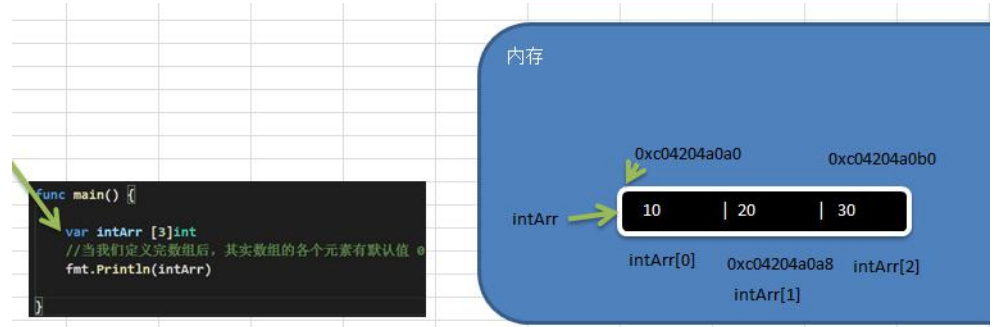 func main() {
var intArr [3]int
//当我们定义完数组后,其实数组的各个元素有默认值 0
fmt.Println(intArr)
}
内存
0xc04204a0a0
0xc04204a0b0
intArr
10 | 20 | 30
intArr[0]
0xc04204a0a8
intArr[2]
intArr[1]